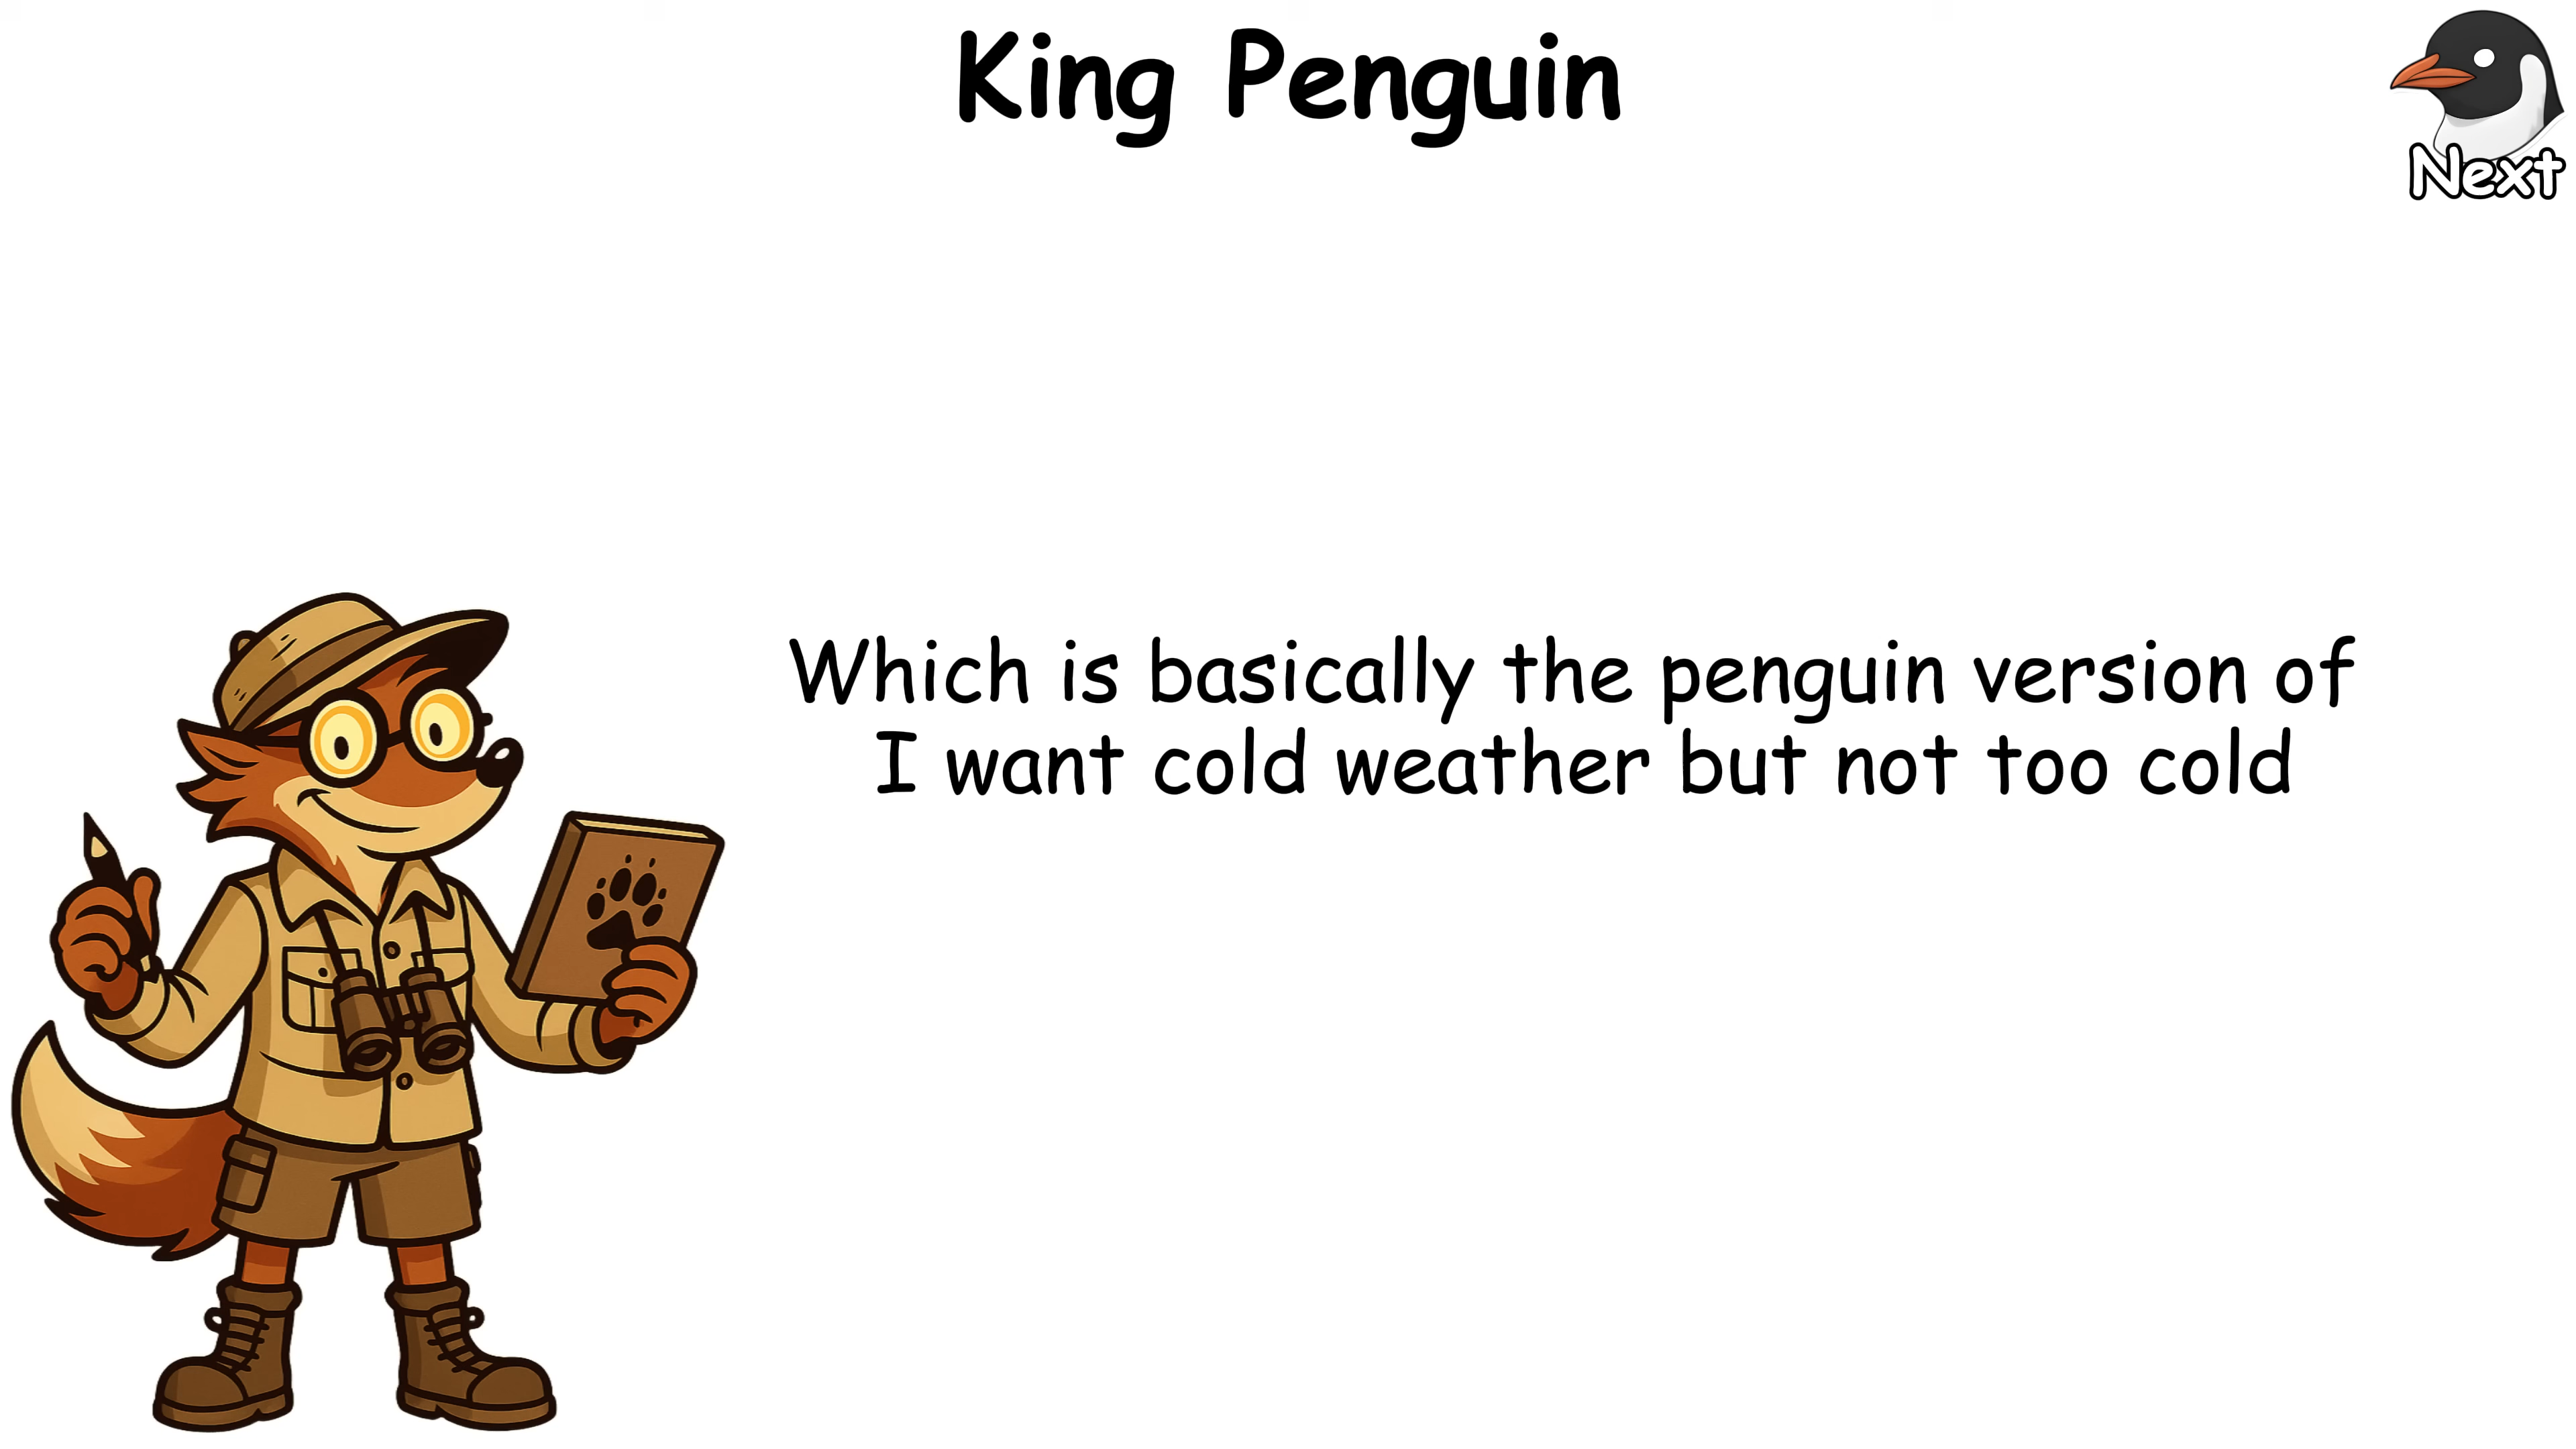 King Penguin
Next
Which is basically the penguin version of
I want cold weather but not too cold